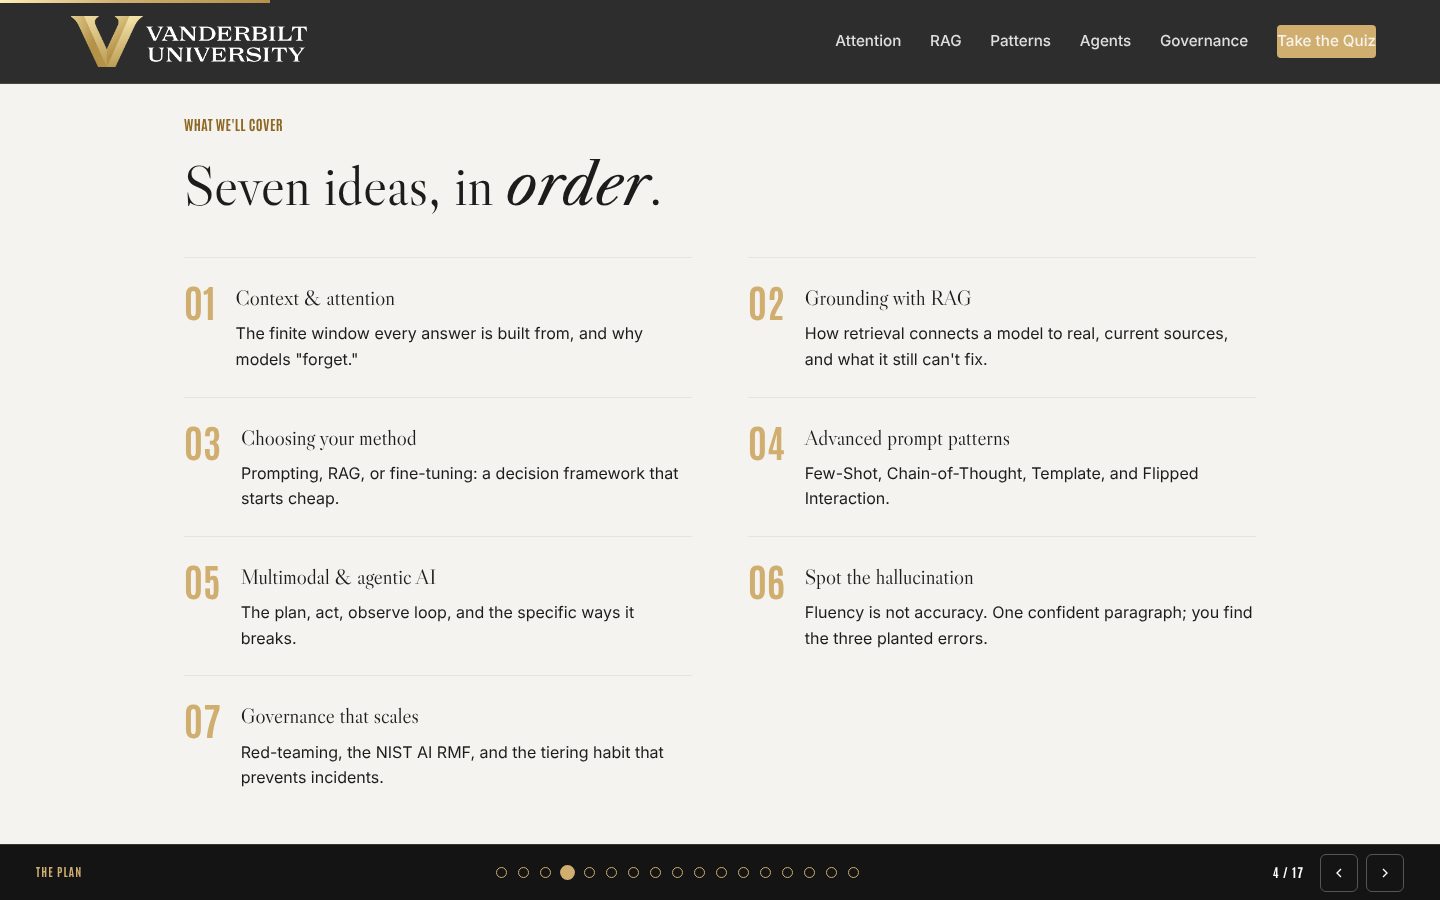 VANDERBILT
UNIVERSITY
Attention
RAG
Patterns
Agents
Governance
Take the Quiz
WHAT WE'LL COVER
Seven ideas, in order.
01
Context & attention
The finite window every answer is built from, and why
models "forget."
02
Grounding with RAG
How retrieval connects a model to real, current sources,
and what it still can't fix.
03
Choosing your method
Prompting, RAG, or fine-tuning: a decision framework that
starts cheap.
04
Advanced prompt patterns
Few-Shot, Chain-of-Thought, Template, and Flipped
Interaction.
05
Multimodal & agentic AI
The plan, act, observe loop, and the specific ways it
breaks.
06
Spot the hallucination
Fluency is not accuracy. One confident paragraph; you find
the three planted errors.
07
Governance that scales
Red-teaming, the NIST AI RMF, and the tiering habit that
prevents incidents.
THE PLAN
4 / 17